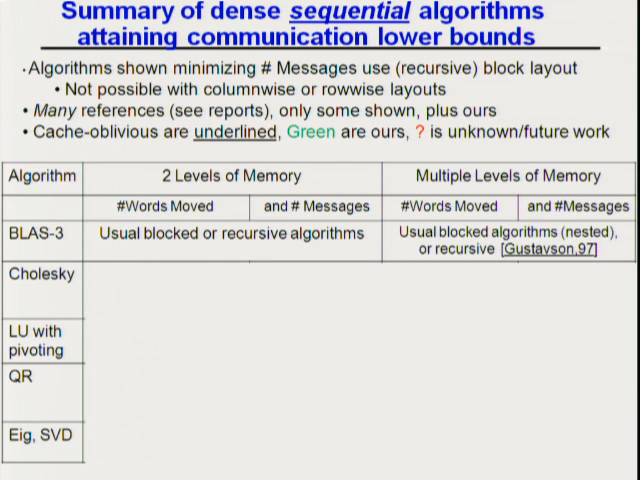 Summary of dense sequential algorithms
attaining communication lower bounds
·Algorithms shown minimizing # Messages use (recursive) block layout
• Not possible with columnwise or rowwise layouts
• Many references (see reports), only some shown, plus ours
• Cache-oblivious are underlined, Green are ours, ? is unknown/future work
Algorithm 2 Levels of Memory Multiple Levels of Memory
#Words Moved and # Messages #Words Moved and #Messages
BLAS-3 Usual blocked or recursive algorithms Usual blocked algorithms (nested),
or recursive [Gustavson,97]
Cholesky
LU with
pivoting
QR
Eig, SVD